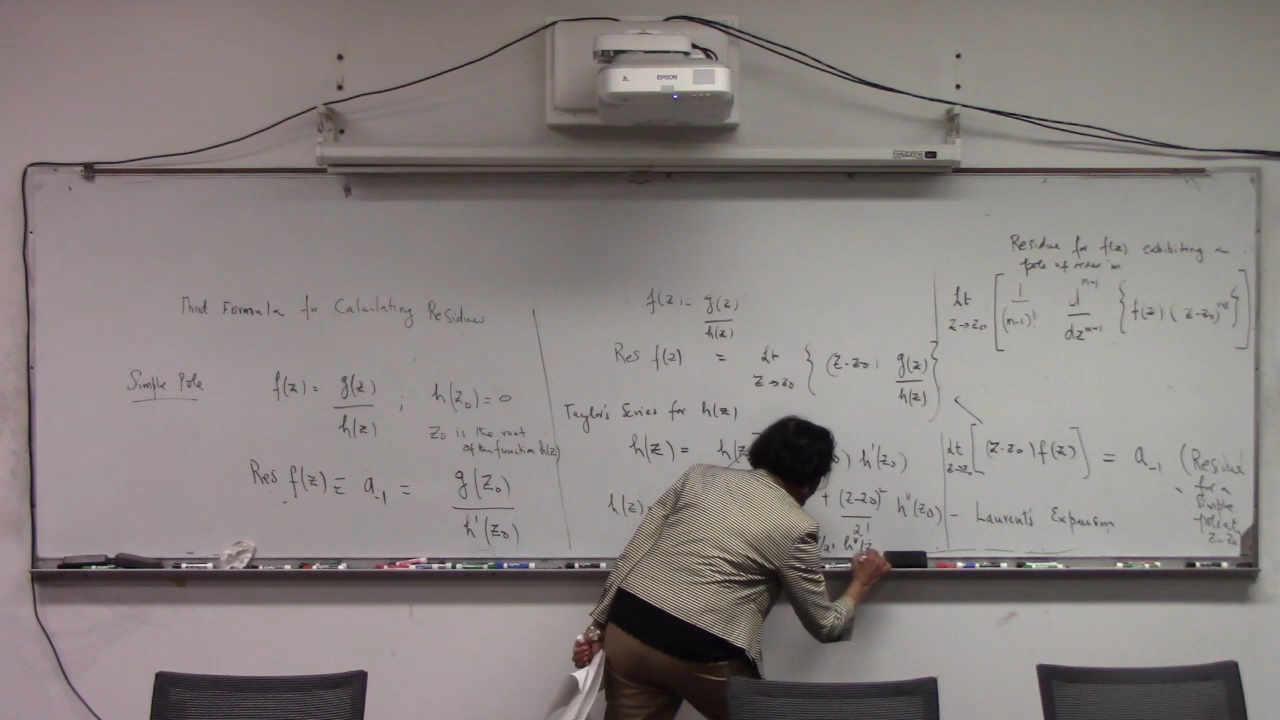 EPSON
Third Formula for Calculating Residues
Simple Pole
f(z) = g(z) / h(z) ; h(z₀) = 0
z₀ is the root
of the function h(z)
Res f(z) ≡ a₋₁ = g(z₀) / h'(z₀)
f(z) = g(z) / h(z)
Res f(z) = Lt z→z₀ { (z-z₀) g(z) / h(z) }
Taylor's Series for h(z)
h(z) = h(z₀) h'(z₀)
+ (z-z₀)² / 2! h''(z₀)
h(z) =
h''(z
Residue for f(z) exhibiting a
pole of order m
Lt z→z₀ [ 1 / (m-1)! d^(m-1) / dz^(m-1) { f(z) (z-z₀)^m } ]
Lt z→z₀ [ (z-z₀) f(z) ] = a₋₁ (Residue
for a
simple
pole at
z=z₀
- Laurent's Expansion